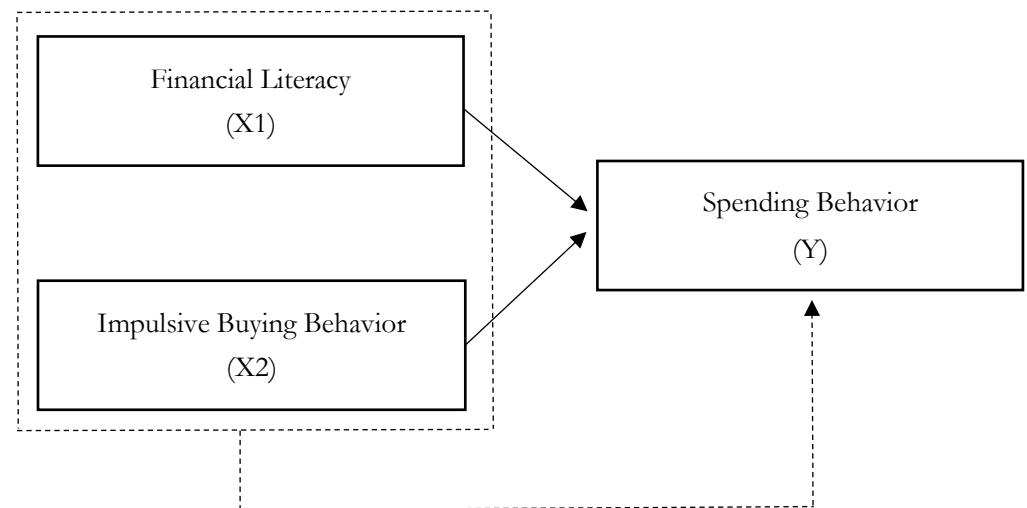 Financial Literacy
(X1)
Spending Behavior
(Y)
Impulsive Buying Behavior
(X2)